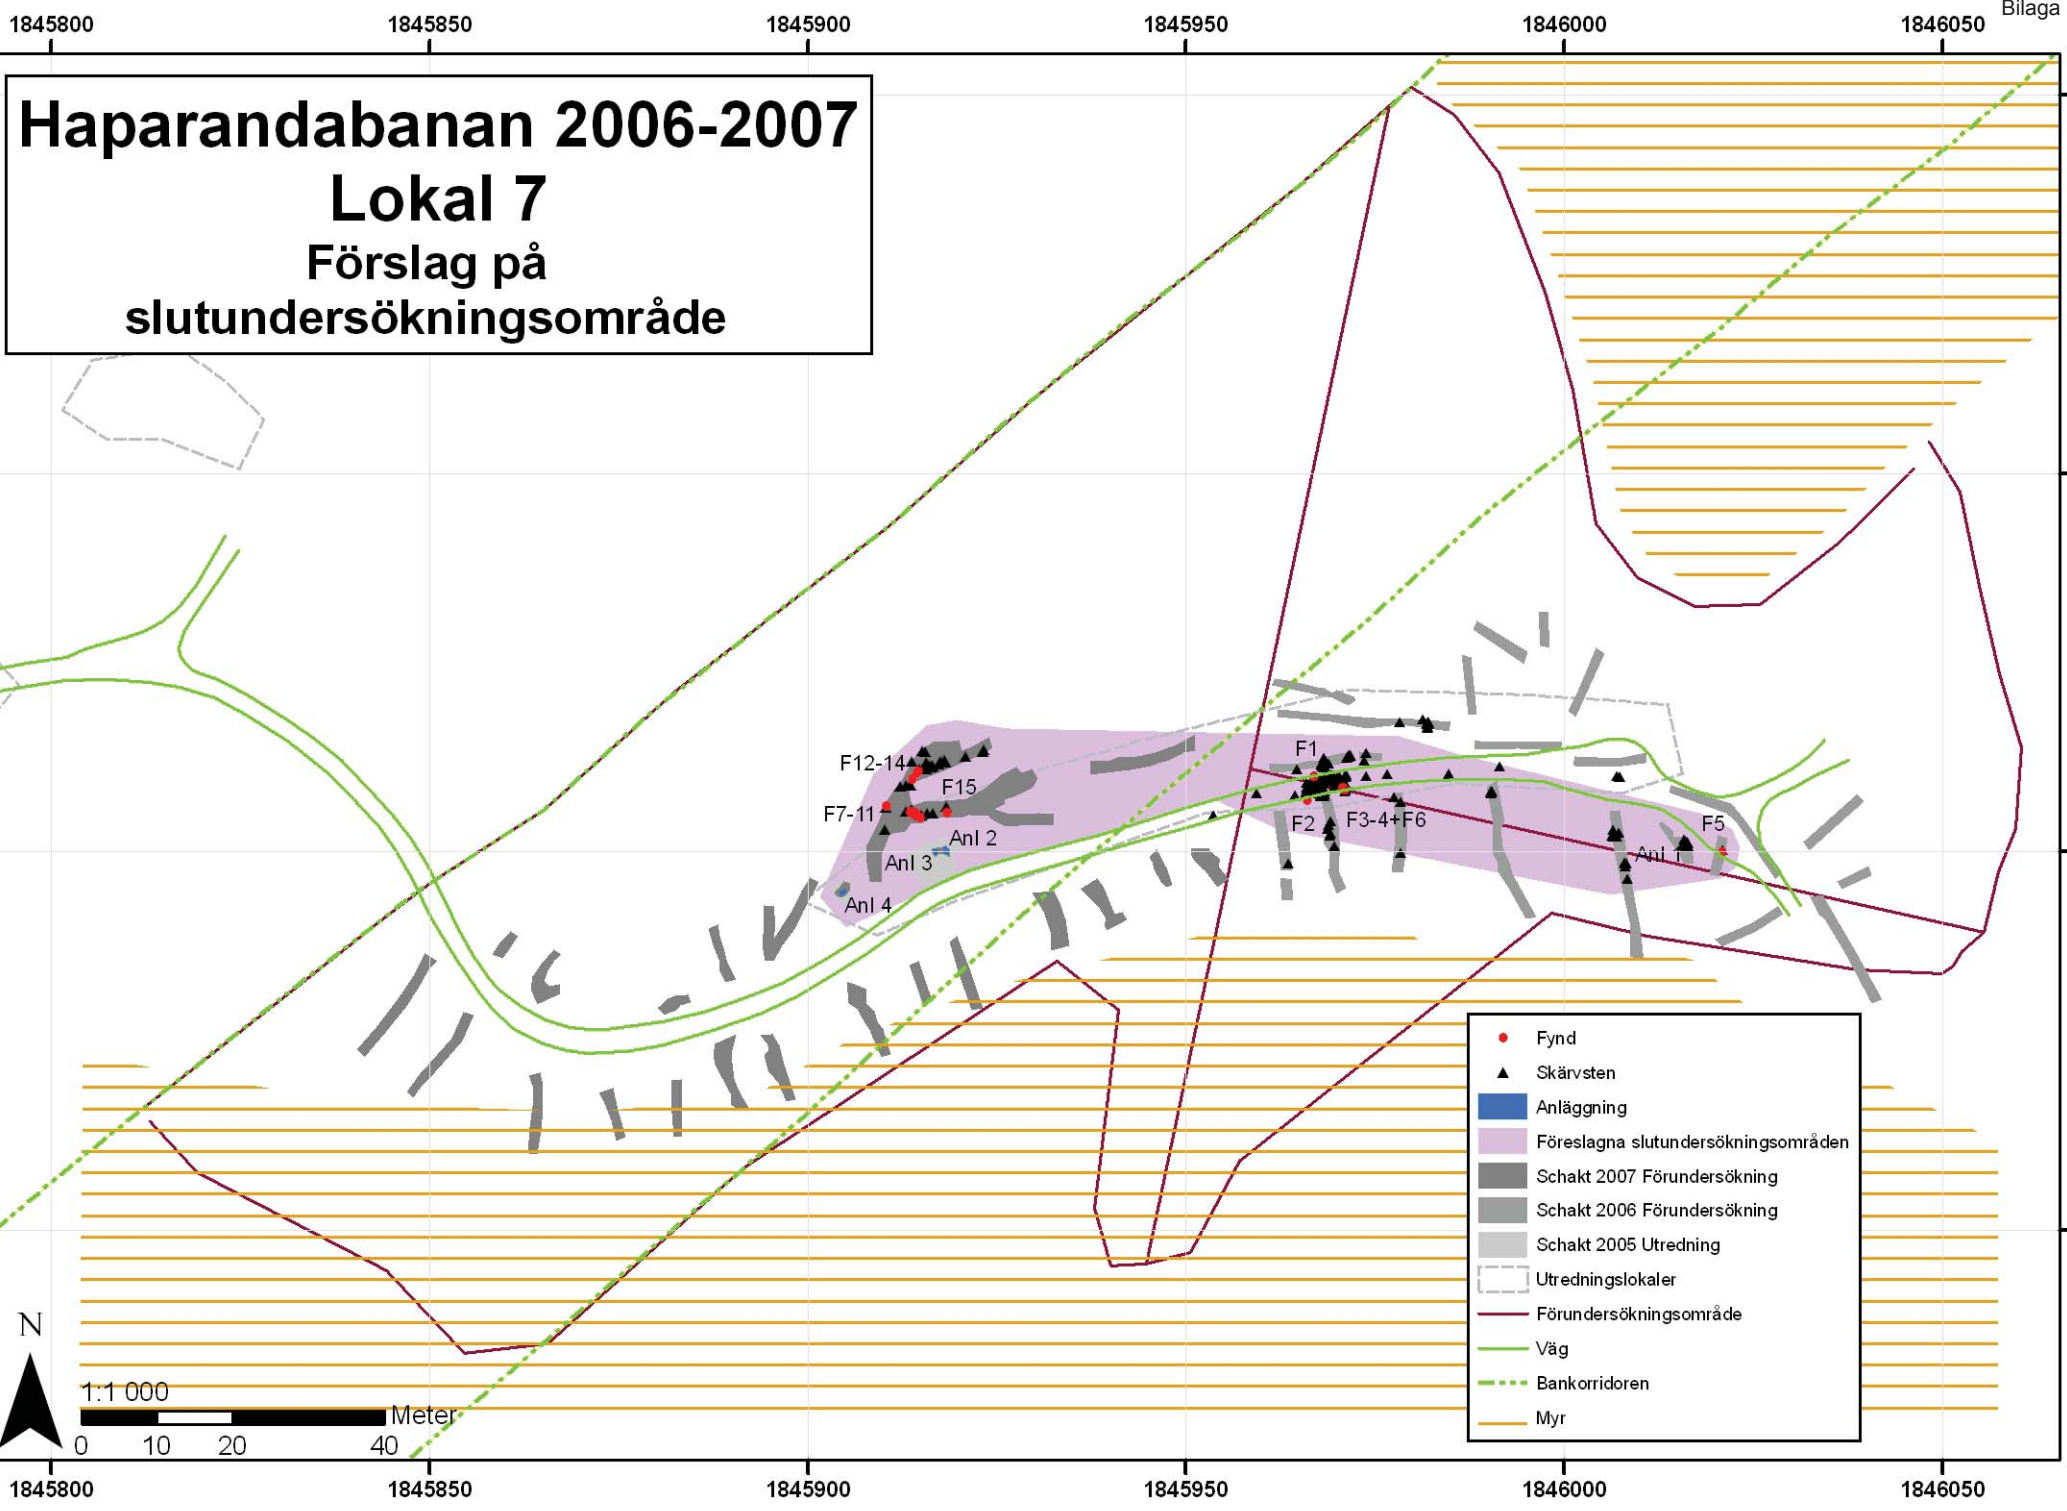 1845800 1845850 1845900 1845950 1846000 1846050 Bilaga
Haparandabanan 2006-2007
Lokal 7
Förslag på
slutundersökningsområde
F12-14
F15
F7-11
Anl 2
Anl 3
Anl 4
F1
F2
F3-4+F6
F5
Anl 1
Fynd
Skärvsten
Anläggning
Föreslagna slutundersökningsområden
Schakt 2007 Förundersökning
Schakt 2006 Förundersökning
Schakt 2005 Utredning
Utredningslokaler
Förundersökningsområde
Väg
Bankorridoren
Myr
N
1:1 000
Meter
0 10 20 40
1845800 1845850 1845900 1845950 1846000 1846050